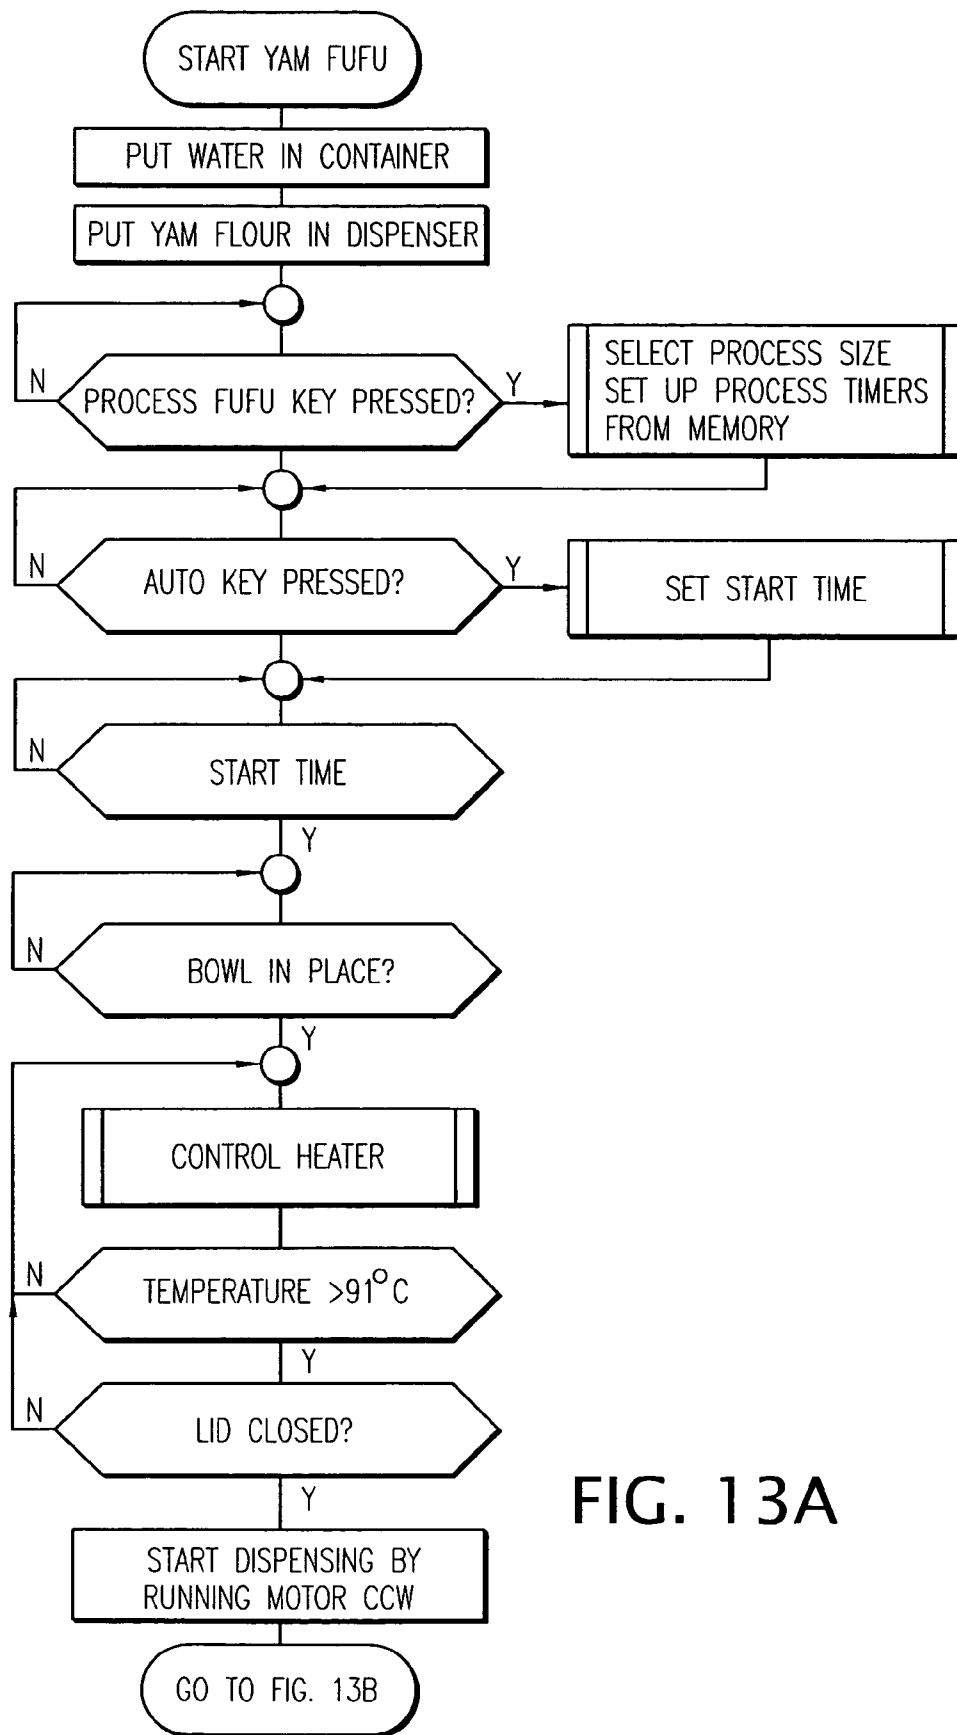 START YAM FUFU
PUT WATER IN CONTAINER
PUT YAM FLOUR IN DISPENSER
N
PROCESS FUFU KEY PRESSED?
Y
SELECT PROCESS SIZE
SET UP PROCESS TIMERS
FROM MEMORY
N
AUTO KEY PRESSED?
Y
SET START TIME
N
START TIME
Y
N
BOWL IN PLACE?
Y
CONTROL HEATER
N
TEMPERATURE >91°C
Y
N
LID CLOSED?
Y
START DISPENSING BY
RUNNING MOTOR CCW
GO TO FIG. 13B
FIG. 13A